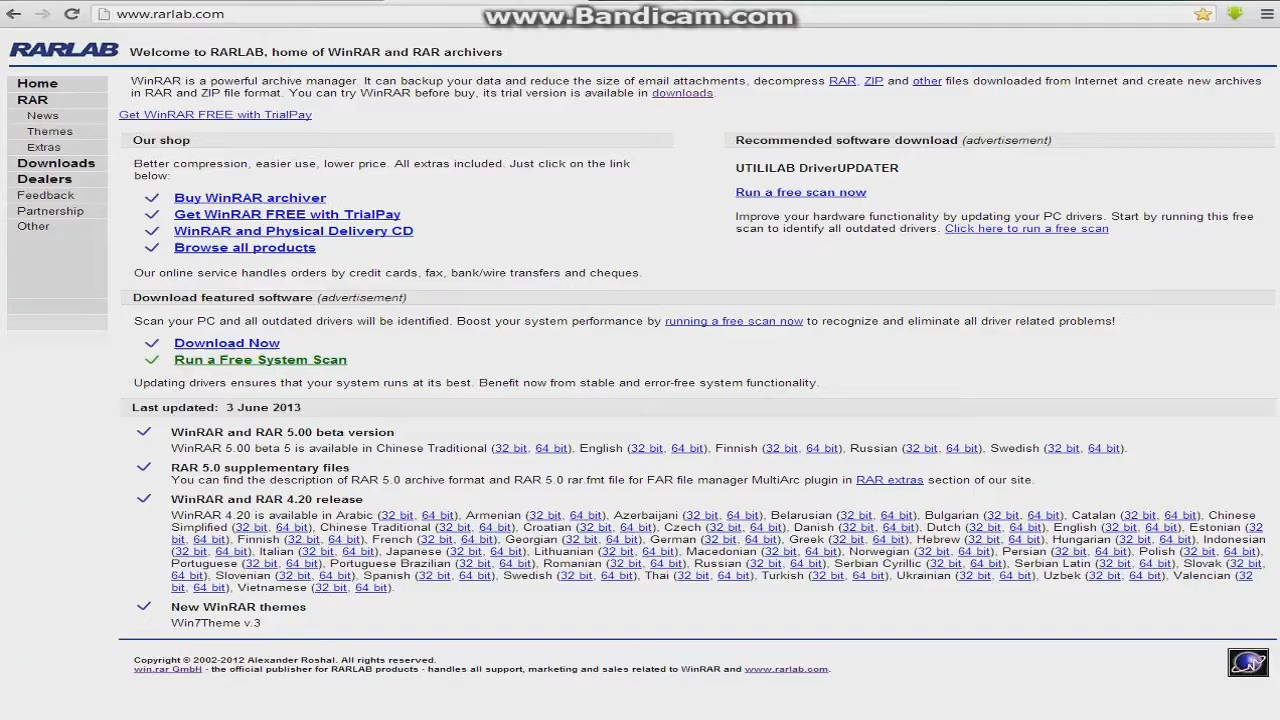 www.rarlab.com
www.Bandicam.com
RARLAB Welcome to RARLAB, home of WinRAR and RAR archivers
Home
RAR
News
Themes
Extras
Downloads
Dealers
Feedback
Partnership
Other
WinRAR is a powerful archive manager. It can backup your data and reduce the size of email attachments, decompress RAR, ZIP and other files downloaded from Internet and create new archives
in RAR and ZIP file format. You can try WinRAR before buy, its trial version is available in downloads.
Get WinRAR FREE with TrialPay
Our shop
Better compression, easier use, lower price. All extras included. Just click on the link
below:
Buy WinRAR archiver
Get WinRAR FREE with TrialPay
WinRAR and Physical Delivery CD
Browse all products
Our online service handles orders by credit cards, fax, bank/wire transfers and cheques.
Recommended software download (advertisement)
UTILILAB DriverUPDATER
Run a free scan now
Improve your hardware functionality by updating your PC drivers. Start by running this free
scan to identify all outdated drivers. Click here to run a free scan
Download featured software (advertisement)
Scan your PC and all outdated drivers will be identified. Boost your system performance by running a free scan now to recognize and eliminate all driver related problems!
Download Now
Run a Free System Scan
Updating drivers ensures that your system runs at its best. Benefit now from stable and error-free system functionality.
Last updated: 3 June 2013
WinRAR and RAR 5.00 beta version
WinRAR 5.00 beta 5 is available in Chinese Traditional (32 bit, 64 bit), English (32 bit, 64 bit), Finnish (32 bit, 64 bit), Russian (32 bit, 64 bit), Swedish (32 bit, 64 bit).
RAR 5.0 supplementary files
You can find the description of RAR 5.0 archive format and RAR 5.0 rar.fmt file for FAR file manager MultiArc plugin in RAR extras section of our site.
WinRAR and RAR 4.20 release
WinRAR 4.20 is available in Arabic (32 bit, 64 bit), Armenian (32 bit, 64 bit), Azerbaijani (32 bit, 64 bit), Belarusian (32 bit, 64 bit), Bulgarian (32 bit, 64 bit), Catalan (32 bit, 64 bit), Chinese
Simplified (32 bit, 64 bit), Chinese Traditional (32 bit, 64 bit), Croatian (32 bit, 64 bit), Czech (32 bit, 64 bit), Danish (32 bit, 64 bit), Dutch (32 bit, 64 bit), English (32 bit, 64 bit), Estonian (32
bit, 64 bit), Finnish (32 bit, 64 bit), French (32 bit, 64 bit), Georgian (32 bit, 64 bit), German (32 bit, 64 bit), Greek (32 bit, 64 bit), Hebrew (32 bit, 64 bit), Hungarian (32 bit, 64 bit), Indonesian
(32 bit, 64 bit), Italian (32 bit, 64 bit), Japanese (32 bit, 64 bit), Lithuanian (32 bit, 64 bit), Macedonian (32 bit, 64 bit), Norwegian (32 bit, 64 bit), Persian (32 bit, 64 bit), Polish (32 bit, 64 bit),
Portuguese (32 bit, 64 bit), Portuguese Brazilian (32 bit, 64 bit), Romanian (32 bit, 64 bit), Russian (32 bit, 64 bit), Serbian Cyrillic (32 bit, 64 bit), Serbian Latin (32 bit, 64 bit), Slovak (32 bit,
64 bit), Slovenian (32 bit, 64 bit), Spanish (32 bit, 64 bit), Swedish (32 bit, 64 bit), Thai (32 bit, 64 bit), Turkish (32 bit, 64 bit), Ukrainian (32 bit, 64 bit), Uzbek (32 bit, 64 bit), Valencian (32
bit, 64 bit), Vietnamese (32 bit, 64 bit).
New WinRAR themes
Win7Theme v.3
Copyright © 2002-2012 Alexander Roshal. All rights reserved.
win.rar GmbH - the official publisher for RARLAB products - handles all support, marketing and sales related to WinRAR and www.rarlab.com.